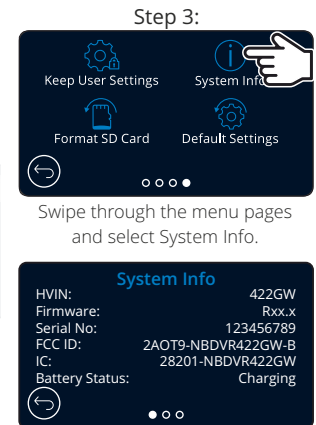 Step 3:
Keep User Settings
System Info
Format SD Card
Default Settings
Swipe through the menu pages
and select System Info.
System Info
HVIN: 422GW
Firmware: Rxx.x
Serial No: 123456789
FCC ID: 2AOT9-NBDVR422GW-B
IC: 28201-NBDVR422GW
Battery Status: Charging